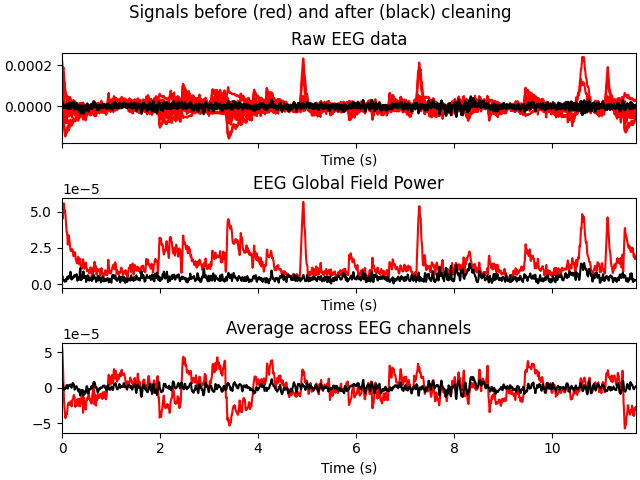 Signals before (red) and after (black) cleaning
Raw EEG data
0.0002
0.0000
Time (s)
EEG Global Field Power
1e−5
5.0
2.5
0.0
Time (s)
Average across EEG channels
1e−5
5
0
−5
0 2 4 6 8 10
Time (s)